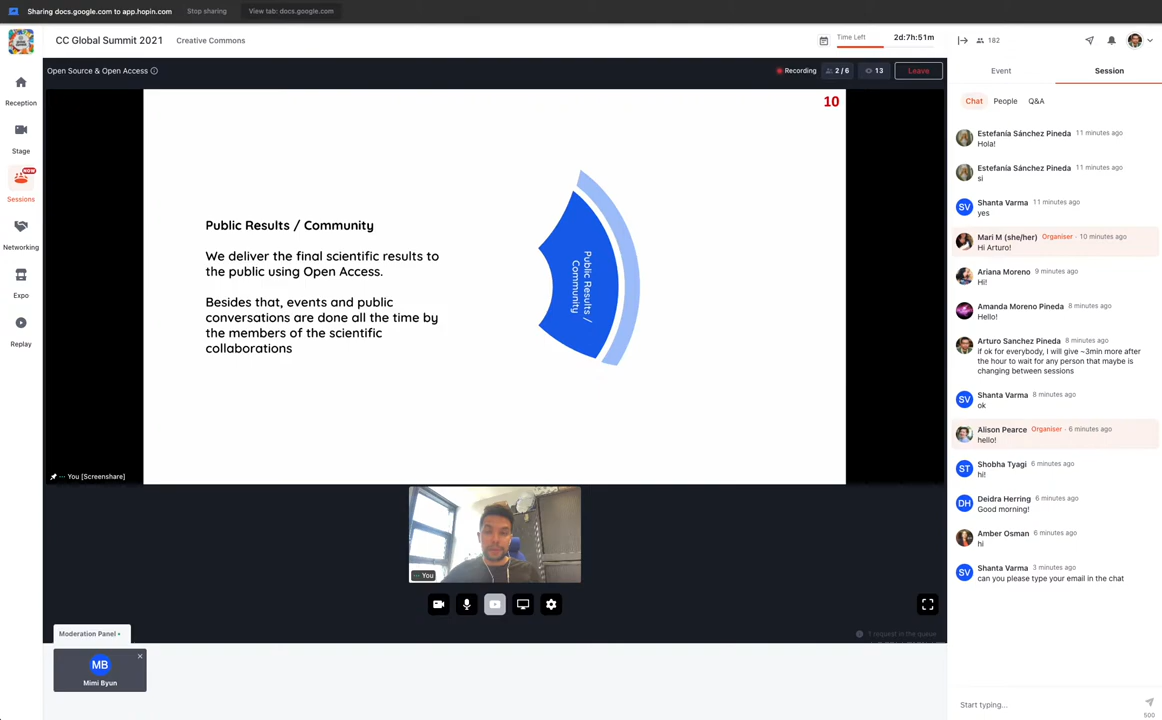 Sharing docs.google.com to app.hopin.com
Stop sharing
View tab: docs.google.com
CC Global Summit 2021
Creative Commons
Time Left
2d:7h:51m
182
Open Source & Open Access
Recording
2 / 6
13
Leave
Reception
Stage
NOW
Sessions
Networking
Expo
Replay
10
Public Results / Community
We deliver the final scientific results to
the public using Open Access.
Besides that, events and public
conversations are done all the time by
the members of the scientific
collaborations
Public Results /
Community
··· You [Screenshare]
··· You
1 request in the queue
Moderation Panel
MB
Mimi Byun
Event
Session
Chat
People
Q&A
Estefanía Sánchez Pineda 11 minutes ago
Hola!
Estefanía Sánchez Pineda 11 minutes ago
si
SV
Shanta Varma 11 minutes ago
yes
Mari M (she/her) Organiser · 10 minutes ago
Hi Arturo!
Ariana Moreno 9 minutes ago
Hi!
Amanda Moreno Pineda 8 minutes ago
Hello!
Arturo Sanchez Pineda 8 minutes ago
if ok for everybody, I will give ~3min more after
the hour to wait for any person that maybe is
changing between sessions
SV
Shanta Varma 8 minutes ago
ok
Alison Pearce Organiser · 6 minutes ago
hello!
ST
Shobha Tyagi 6 minutes ago
hi!
DH
Deidra Herring 6 minutes ago
Good morning!
Amber Osman 6 minutes ago
hi
SV
Shanta Varma 3 minutes ago
can you please type your email in the chat
Start typing...
500